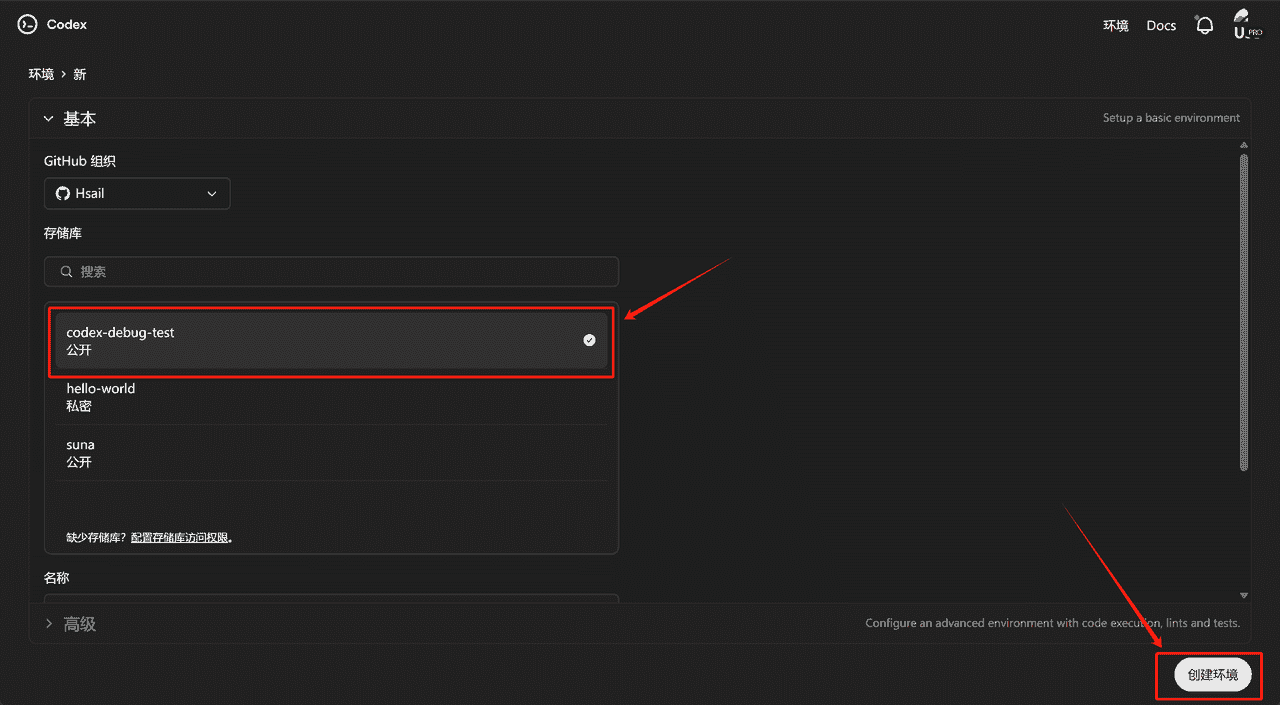 Codex
环境 Docs
U. PRO
环境 › 新
基本
Setup a basic environment
GitHub 组织
Hsail
存储库
搜索
codex-debug-test
公开
hello-world
私密
suna
公开
缺少存储库？配置存储库访问权限。
名称
高级
Configure an advanced environment with code execution, lints and tests.
创建环境